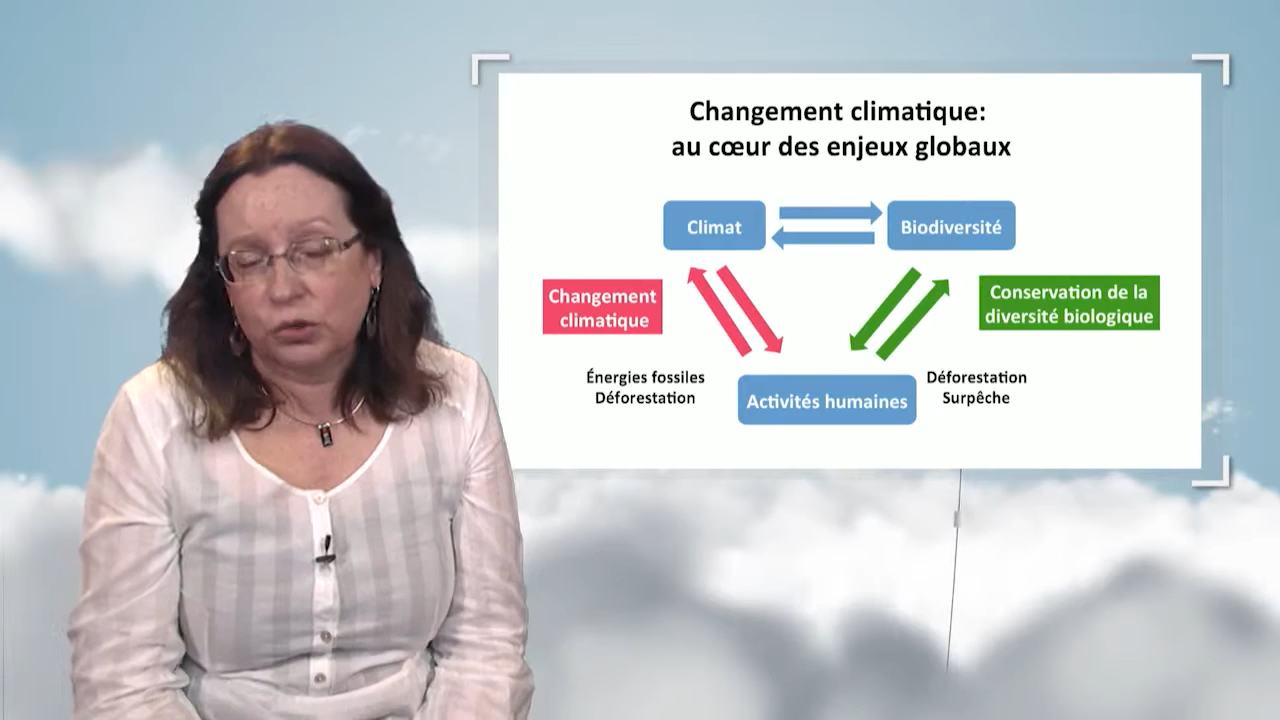 Changement climatique:
au cœur des enjeux globaux
Climat
Biodiversité
Changement
climatique
Conservation de la
diversité biologique
Énergies fossiles
Déforestation
Activités humaines
Déforestation
Surpêche